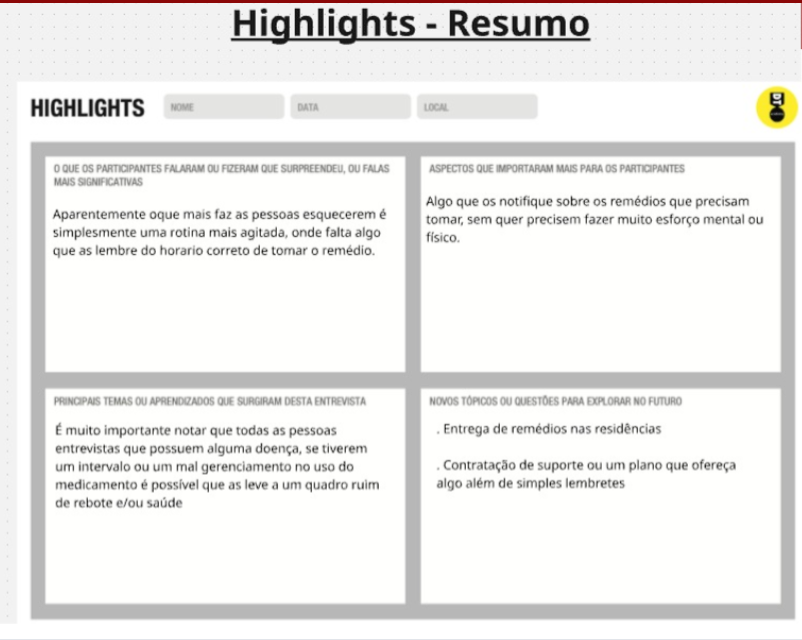 Highlights - Resumo
HIGHLIGHTS
NOME
DATA
LOCAL
O QUE OS PARTICIPANTES FALARAM OU FIZERAM QUE SURPREENDEU, OU FALAS
MAIS SIGNIFICATIVAS
Aparentemente oque mais faz as pessoas esquecerem é
simplesmente uma rotina mais agitada, onde falta algo
que as lembre do horario correto de tomar o remédio.
ASPECTOS QUE IMPORTARAM MAIS PARA OS PARTICIPANTES
Algo que os notifique sobre os remédios que precisam
tomar, sem quer precisem fazer muito esforço mental ou
físico.
PRINCIPAIS TEMAS OU APRENDIZADOS QUE SURGIRAM DESTA ENTREVISTA
É muito importante notar que todas as pessoas
entrevistas que possuem alguma doença, se tiverem
um intervalo ou um mal gerenciamento no uso do
medicamento é possível que as leve a um quadro ruim
de rebote e/ou saúde
NOVOS TÓPICOS OU QUESTÕES PARA EXPLORAR NO FUTURO
. Entrega de remédios nas residências
. Contratação de suporte ou um plano que ofereça
algo além de simples lembretes